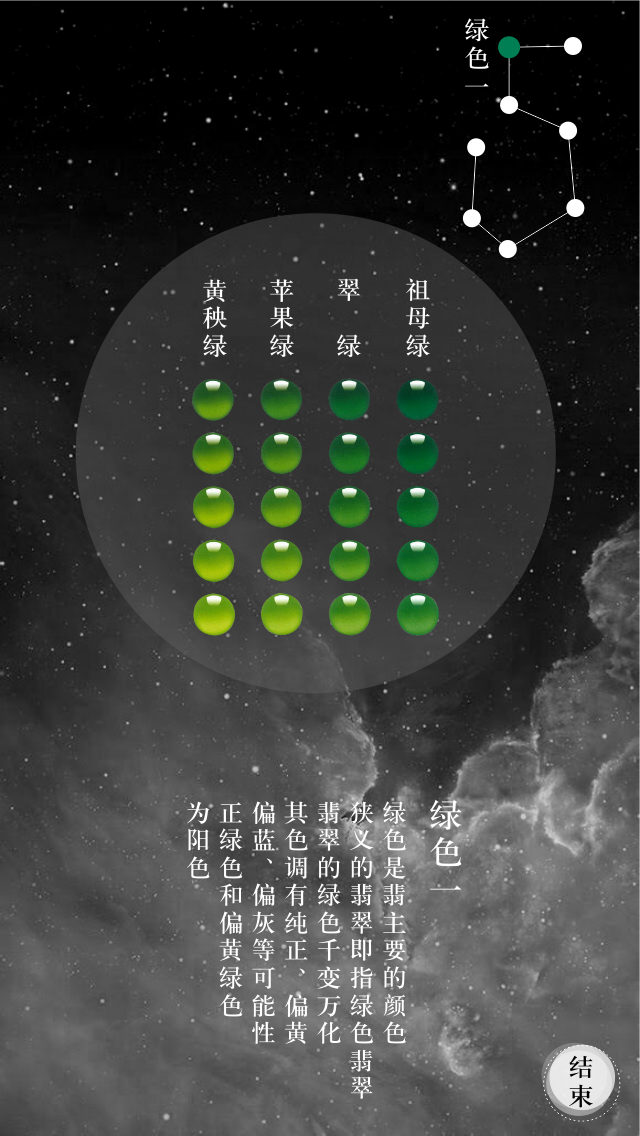 绿色一
祖母绿
翠绿
苹果绿
黄秧绿
绿色一
绿色是翡主要的颜色
狭义的翡翠即指绿色翡翠
翡翠的绿色千变万化
其色调有纯正、偏黄
偏蓝、偏灰等可能性
正绿色和偏黄绿色
为阳色
结束